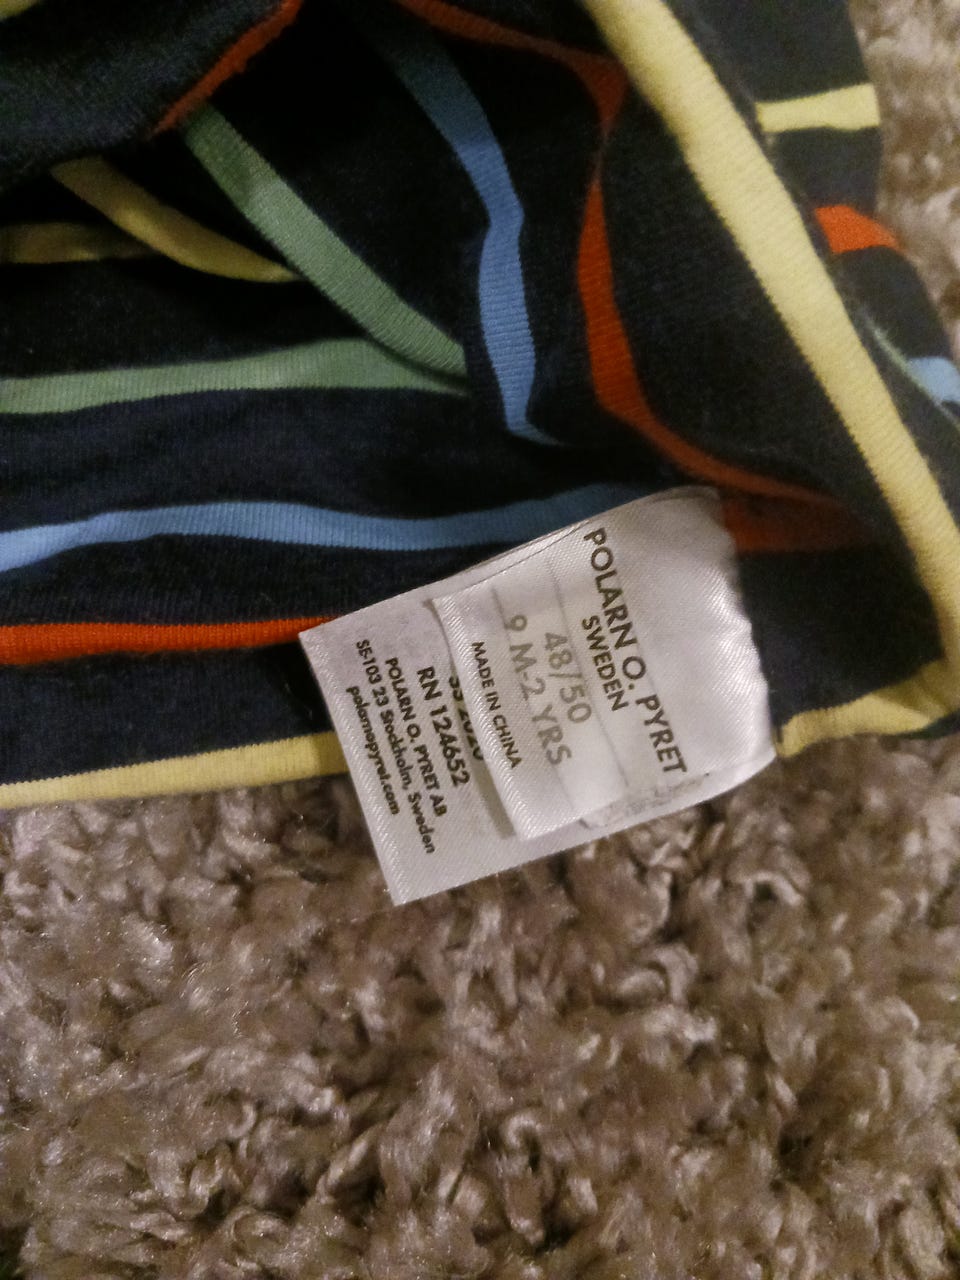 POLARN O. PYRET
SWEDEN
48/50
9 M-2 YRS
MADE IN CHINA
RN 124652
POLARN O. PYRET AB
SE-103 23 Stockholm, Sweden
polarnopyret.com